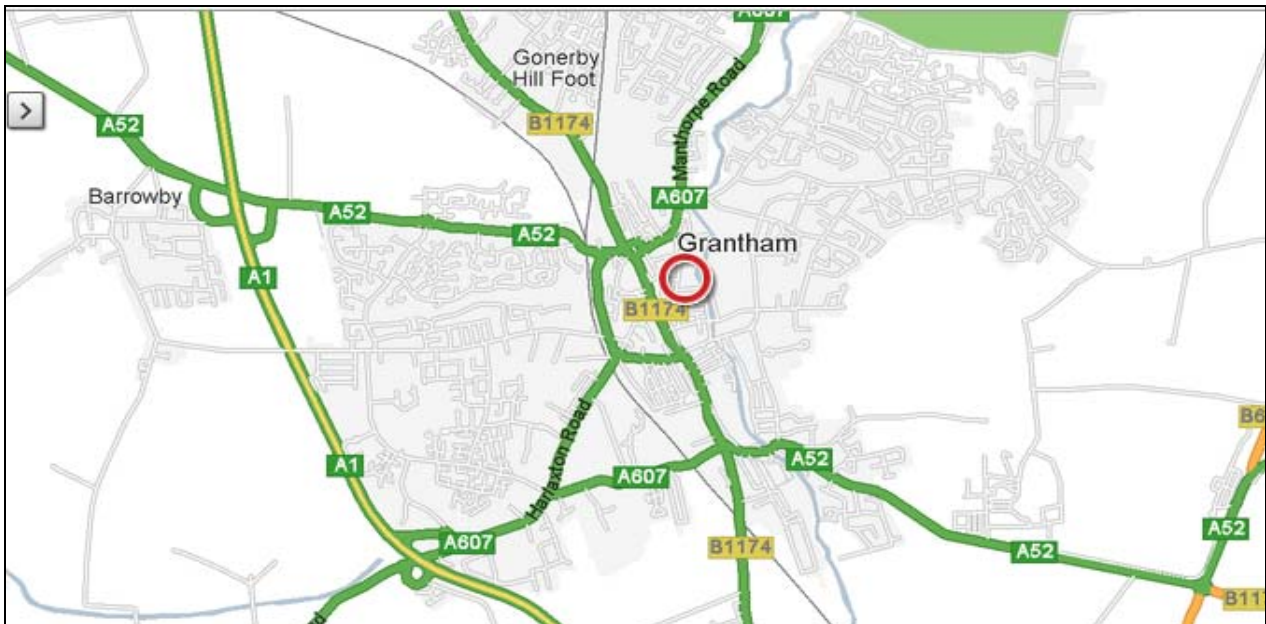 A607
Gonerby
Hill Foot
Manthorpe Road
A52
B1174
Barrowby
A607
A52
A52
Grantham
A1
B1174
Harlaxton Road
A52
A1
A607
A52
A607
B1174
A52